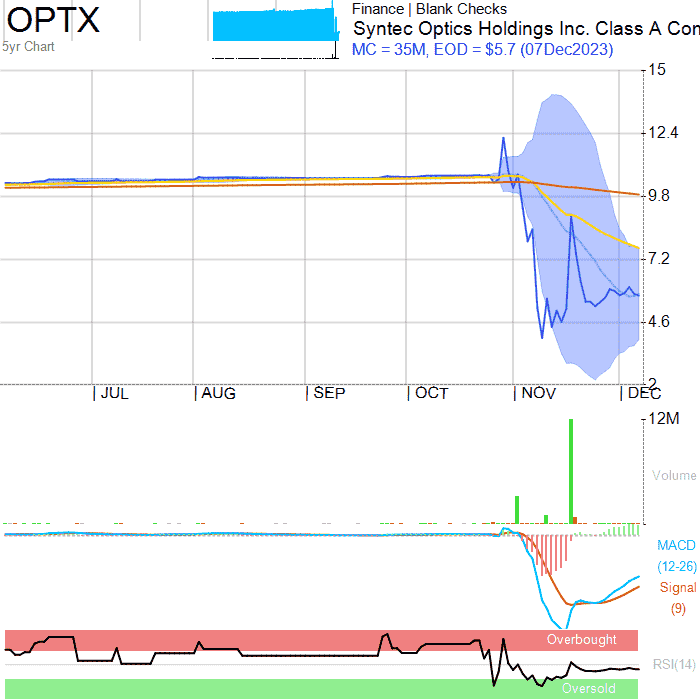 OPTX
5yr Chart
Finance | Blank Checks
Syntec Optics Holdings Inc. Class A Con
MC = 35M, EOD = $5.7 (07Dec2023)
15
12.4
9.8
7.2
4.6
2
JUL
AUG
SEP
OCT
NOV
DEC
12M
Volume
MACD
(12-26)
Signal
(9)
Overbought
RSI(14)
Oversold